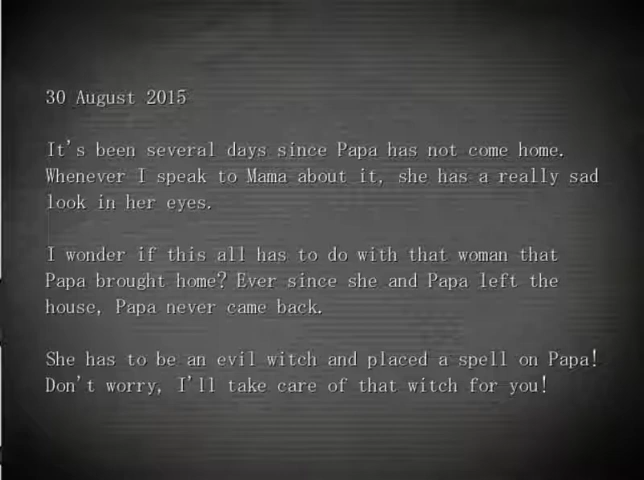 30 August 2015
It's been several days since Papa has not come home.
Whenever I speak to Mama about it, she has a really sad
look in her eyes.
I wonder if this all has to do with that woman that
Papa brought home? Ever since she and Papa left the
house, Papa never came back.
She has to be an evil witch and placed a spell on Papa!
Don't worry, I'll take care of that witch for you!